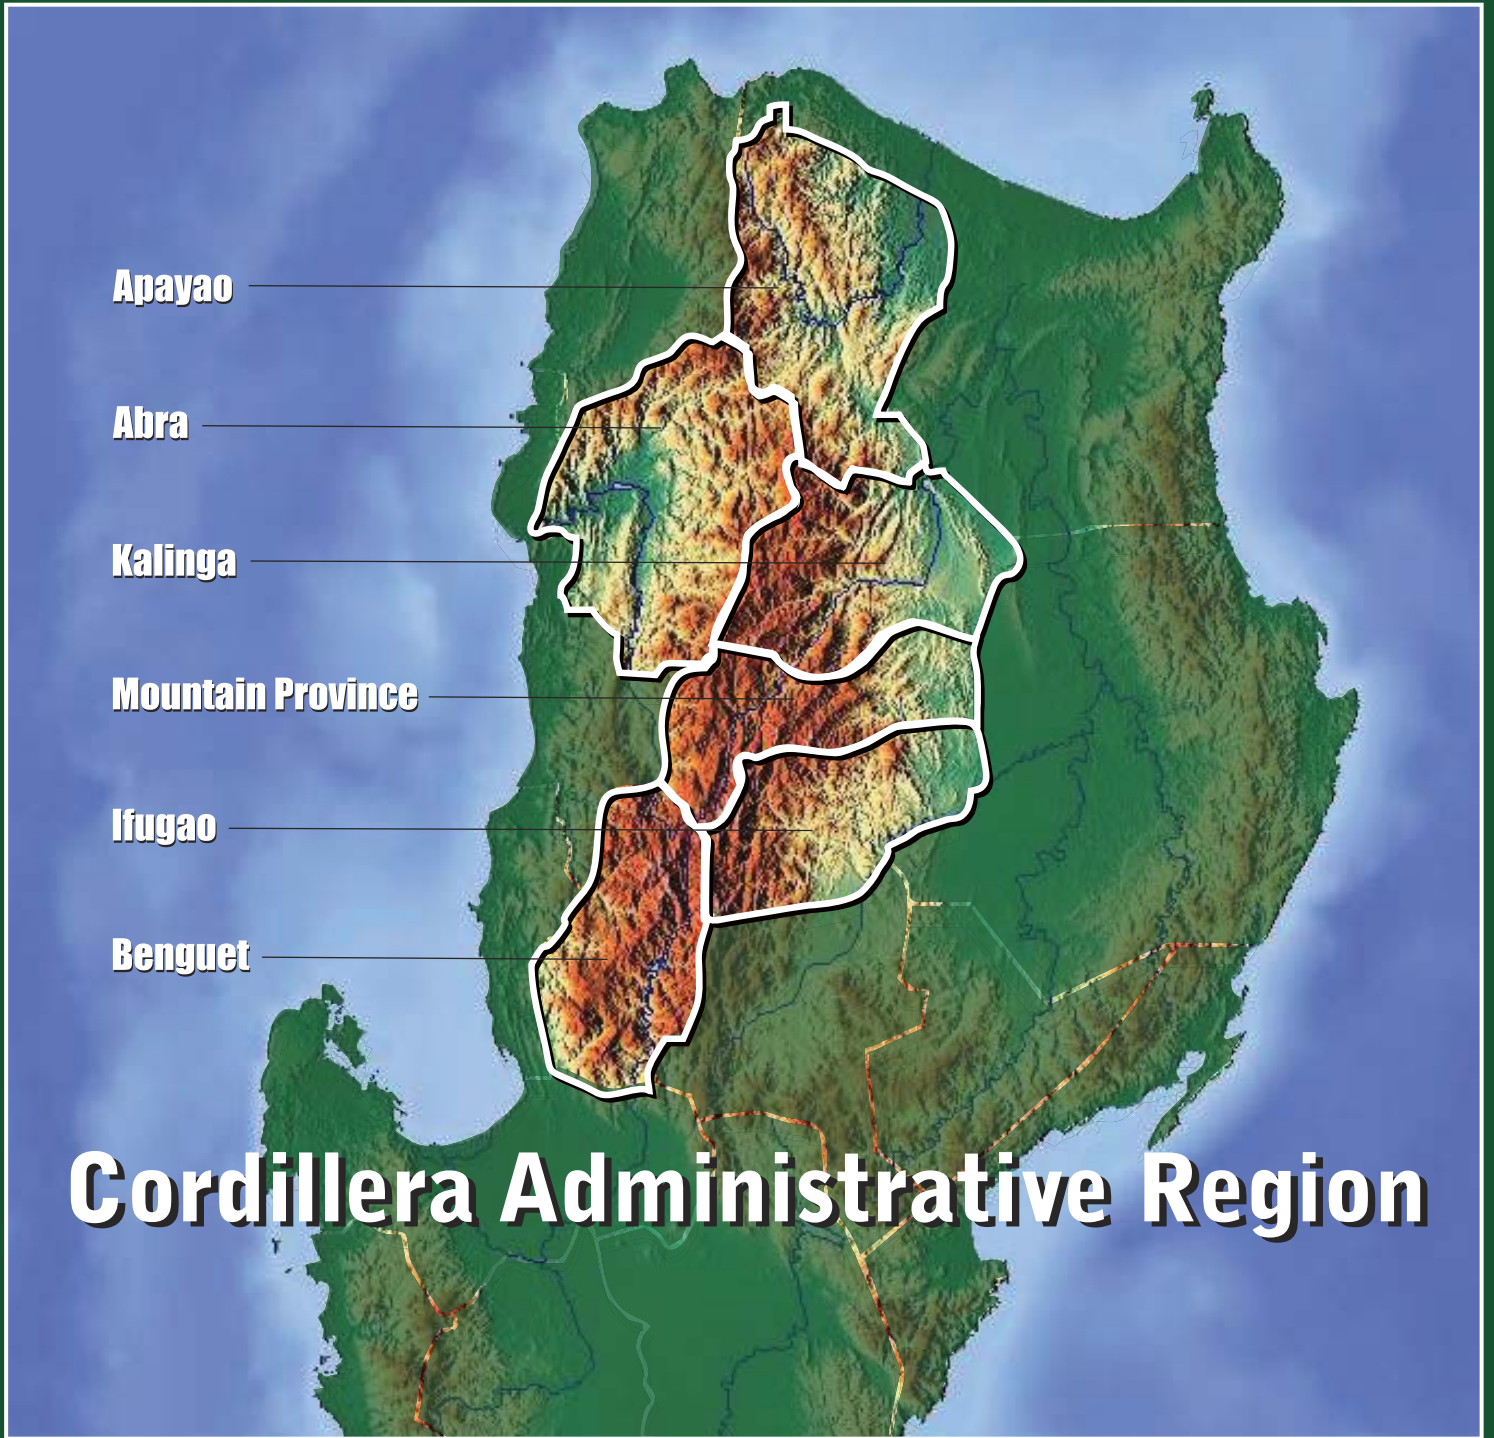 Apayao
Abra
Kalinga
Mountain Province
Ifugao
Benguet
Cordillera Administrative Region